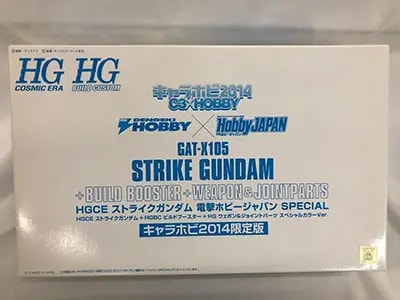 HG HG
COSMIC ERA BUILD CUSTOM
キャラホビ2014
C3×HOBBY
DENGEKI HOBBY × HobbyJAPAN
GAT-X105
STRIKE GUNDAM
+BUILD BOOSTER+WEAPON&JOINTPARTS
HGCE ストライクガンダム 電撃ホビージャパン SPECIAL
HGCE ストライクガンダム + HGBC ビルドブースター + HG ウェポン&ジョイントパーツ スペシャルカラーVer.
キャラホビ2014限定版